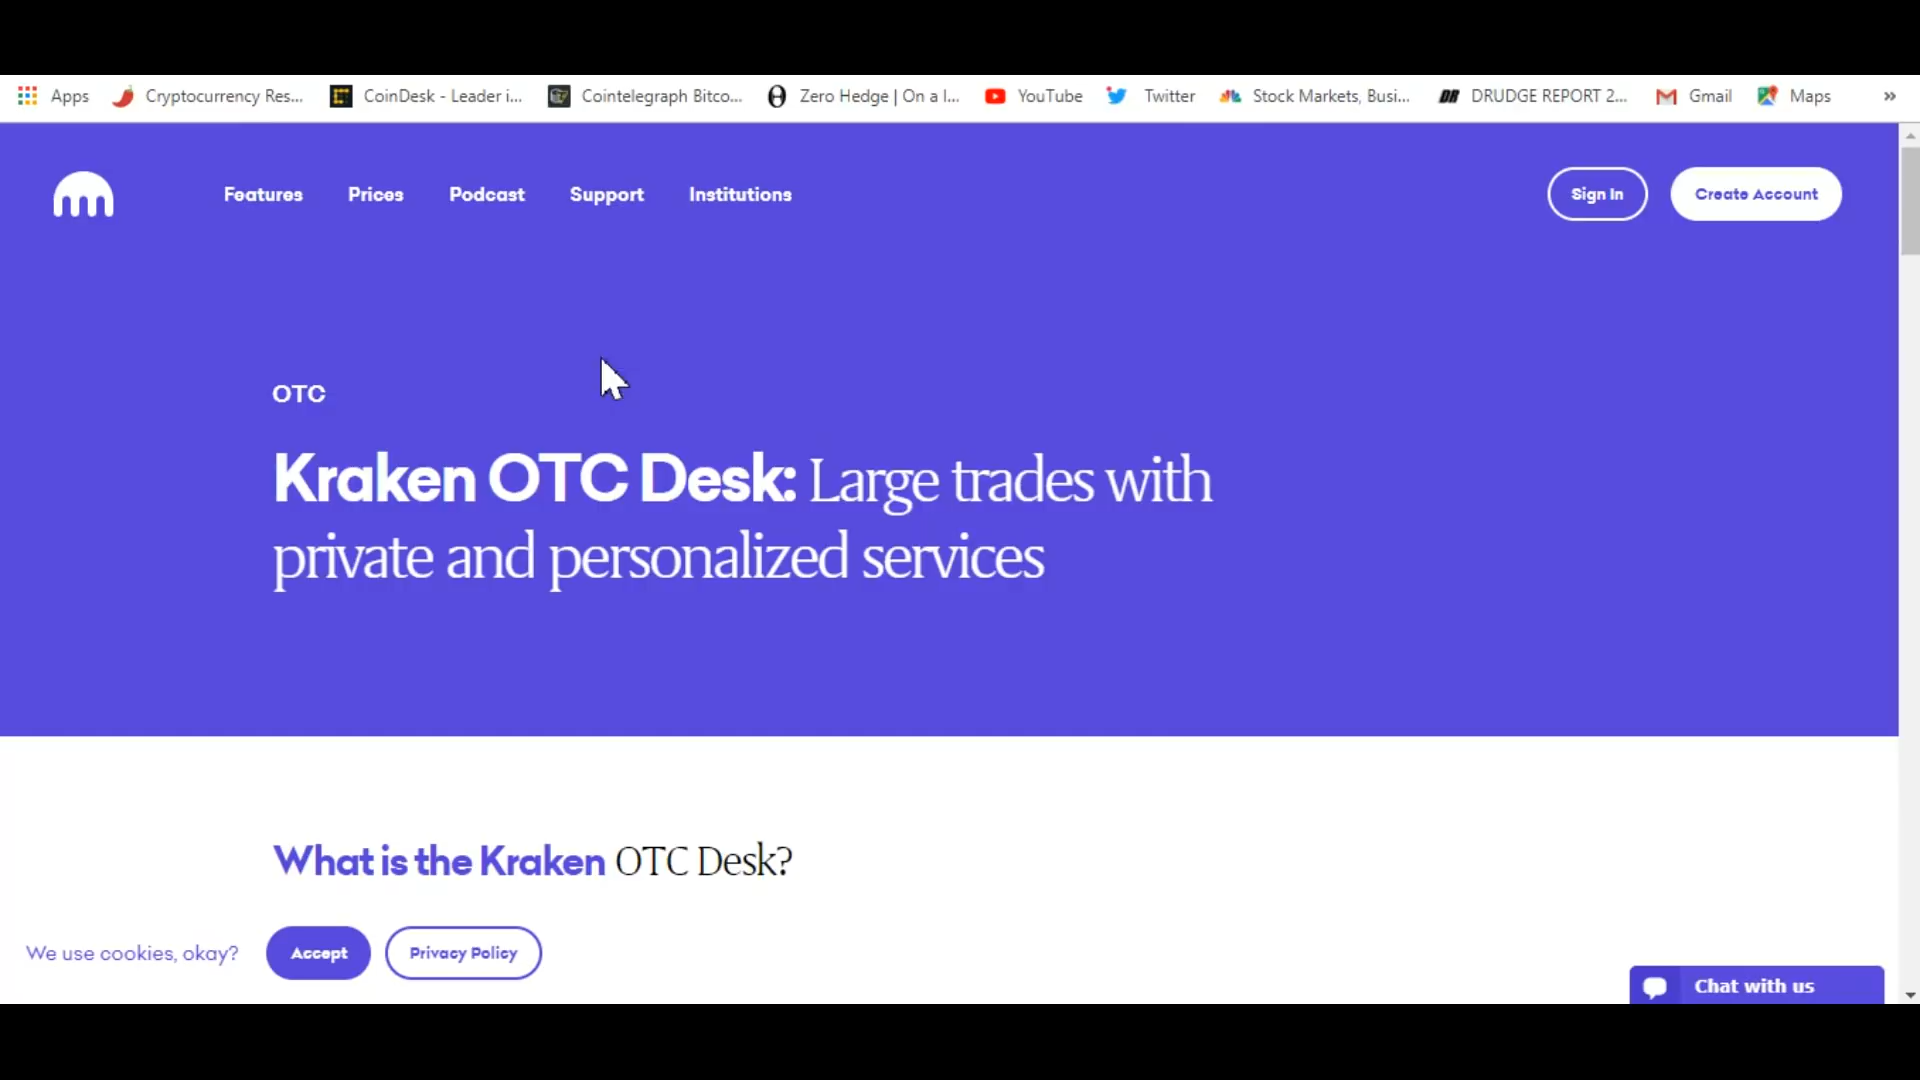 Apps Cryptocurrency Res... CoinDesk - Leader i... Cointelegraph Bitco... Zero Hedge | On a l... YouTube Twitter Stock Markets, Busi... DRUDGE REPORT 2... Gmail Maps »
Features Prices Podcast Support Institutions Sign In Create Account
OTC
Kraken OTC Desk: Large trades with
private and personalized services
What is the Kraken OTC Desk?
We use cookies, okay? Accept Privacy Policy
Chat with us